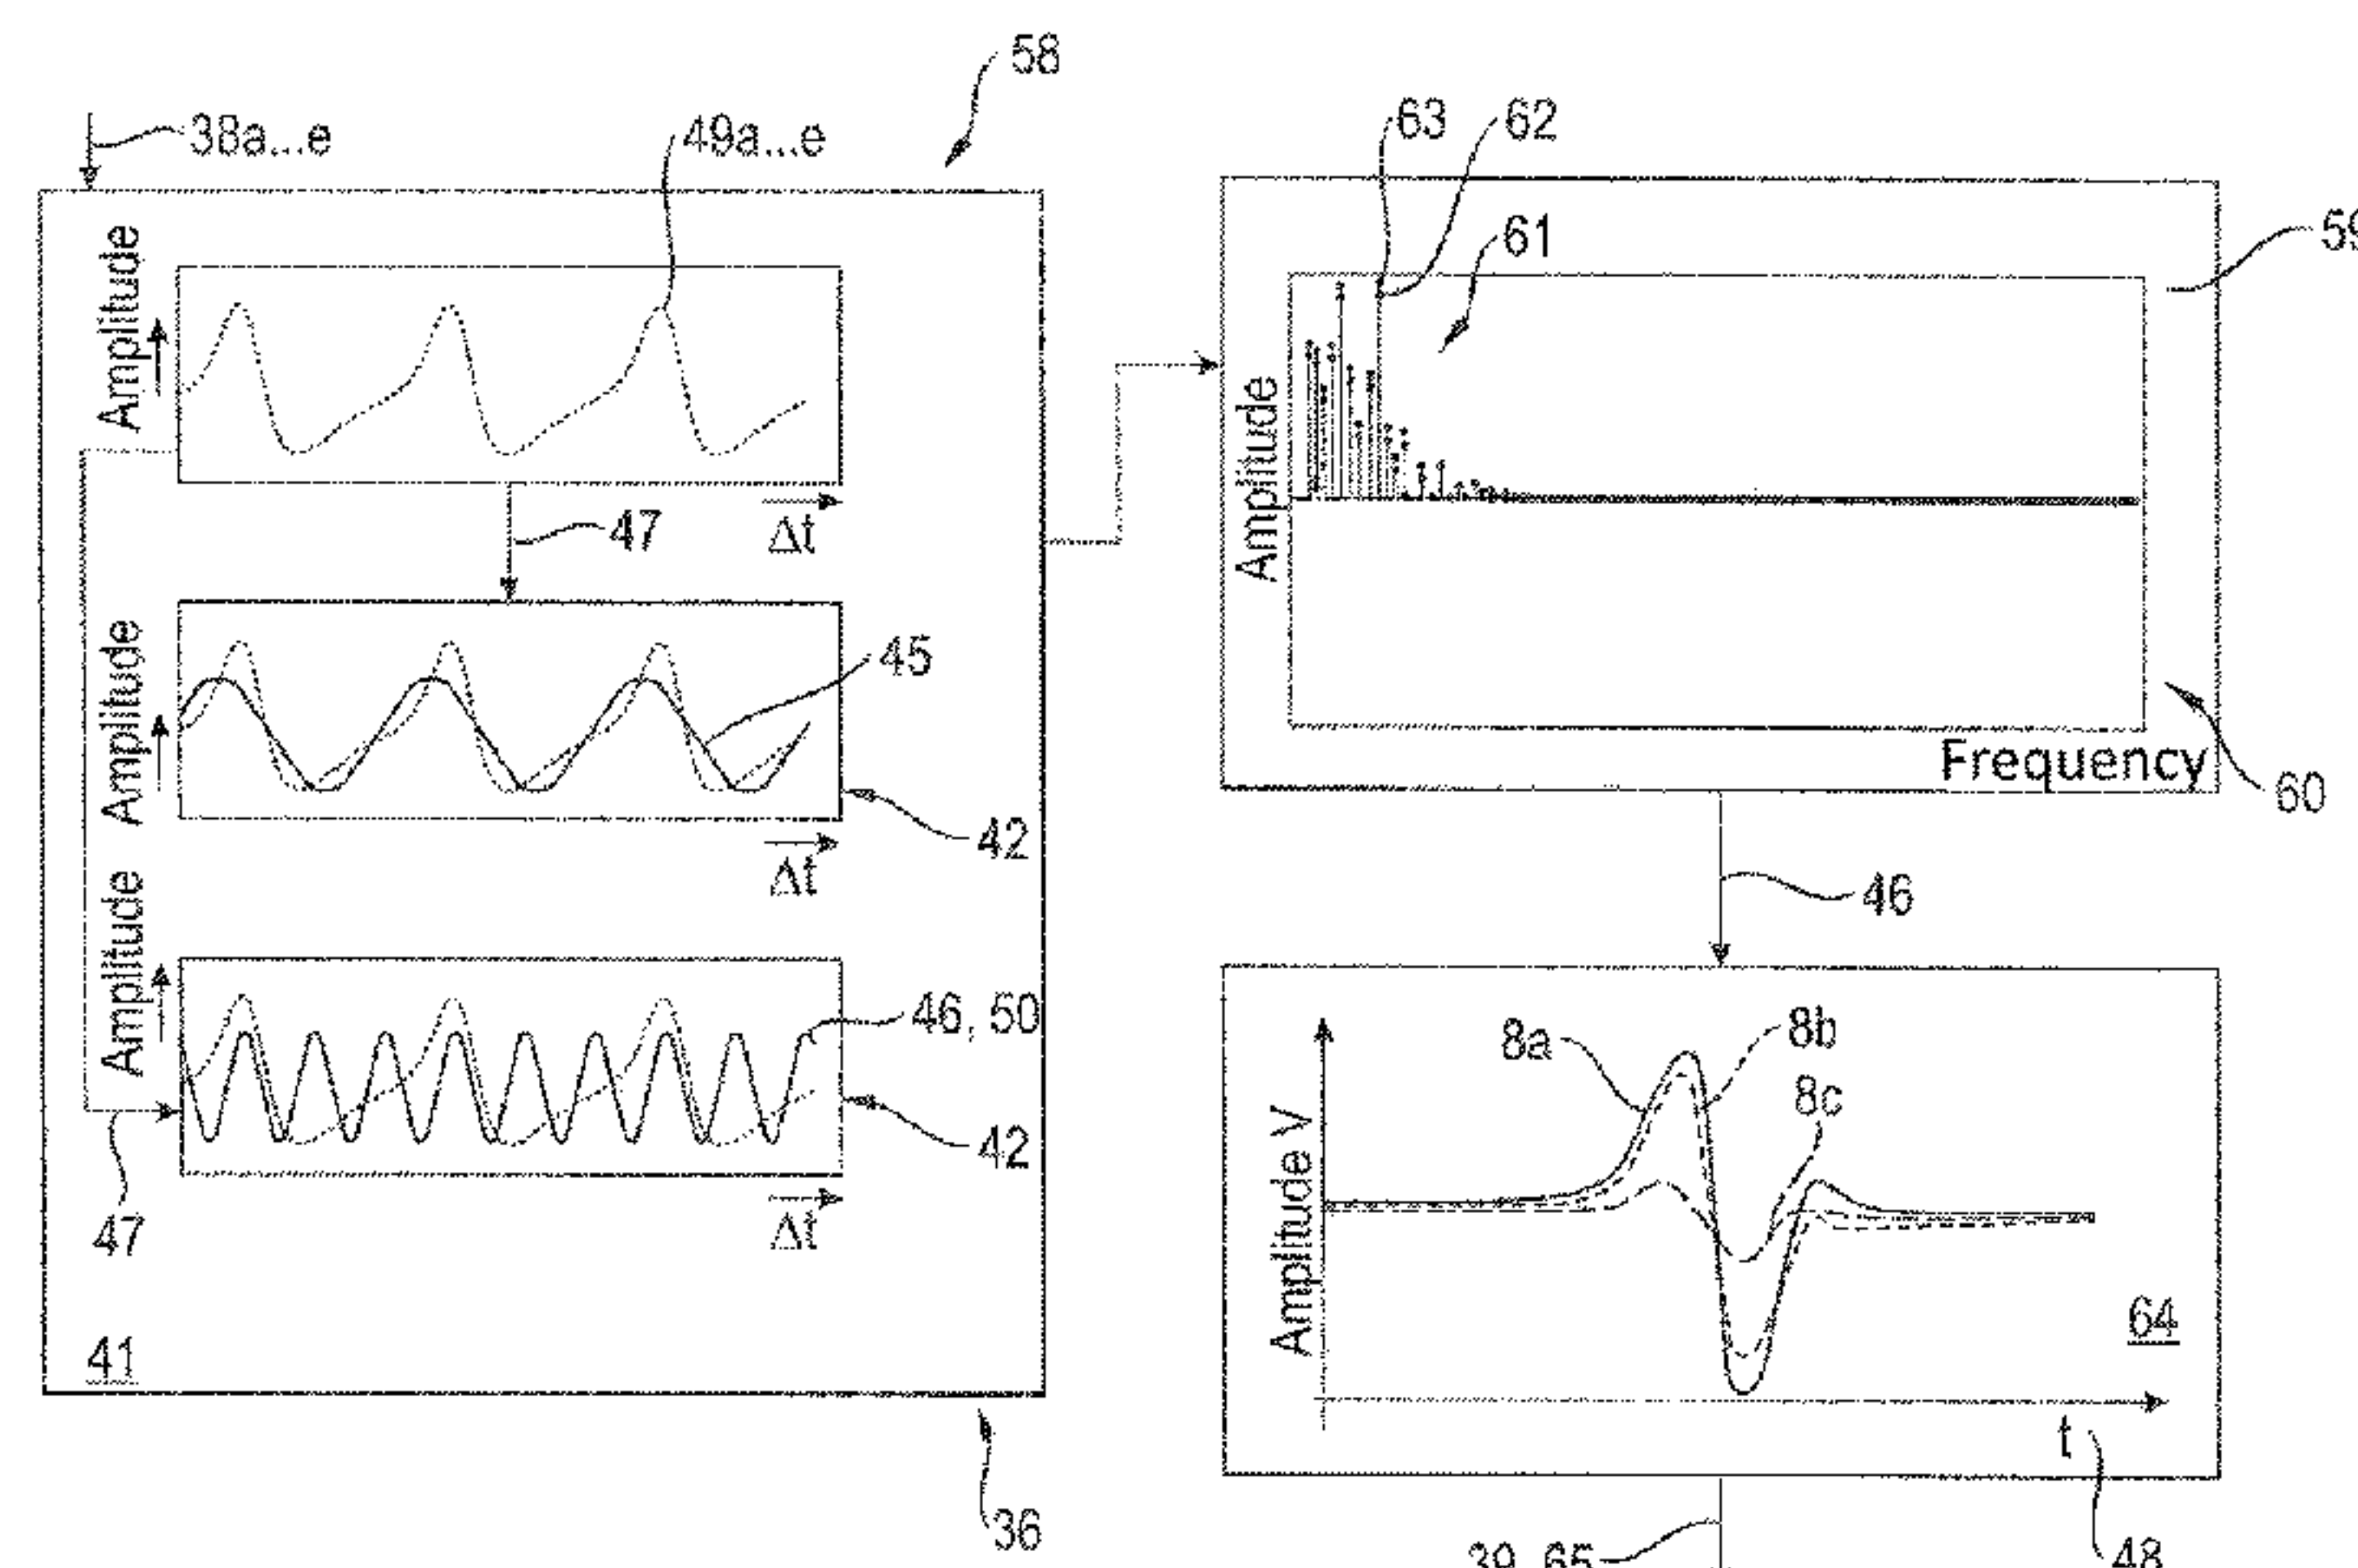 58
38a...e
49a...e
Amplitude
Δt
47
Amplitude
45
42
Δt
Amplitude
46, 50
42
47
Δt
41
36
63
62
61
59
Amplitude
Frequency
60
46
8a
8b
8c
Amplitude V
64
t
48
39, 65